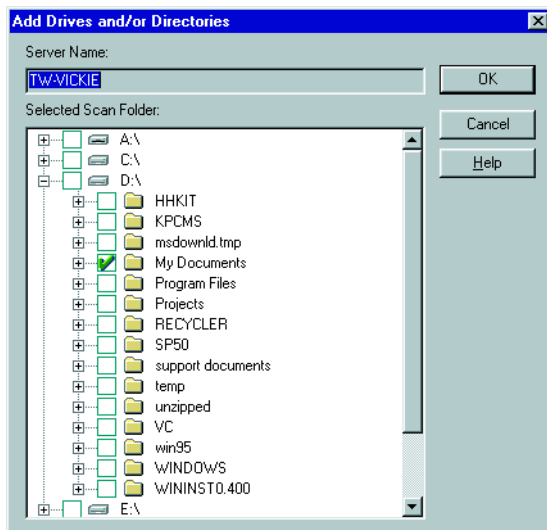 Add Drives and/or Directories
Server Name:
TW-VICKIE
OK
Selected Scan Folder:
Cancel
Help
A:\
C:\
D:\
HHKIT
KPCMS
msdownld.tmp
My Documents
Program Files
Projects
RECYCLER
SP50
support documents
temp
unzipped
VC
win95
WINDOWS
WININST0.400
E:\